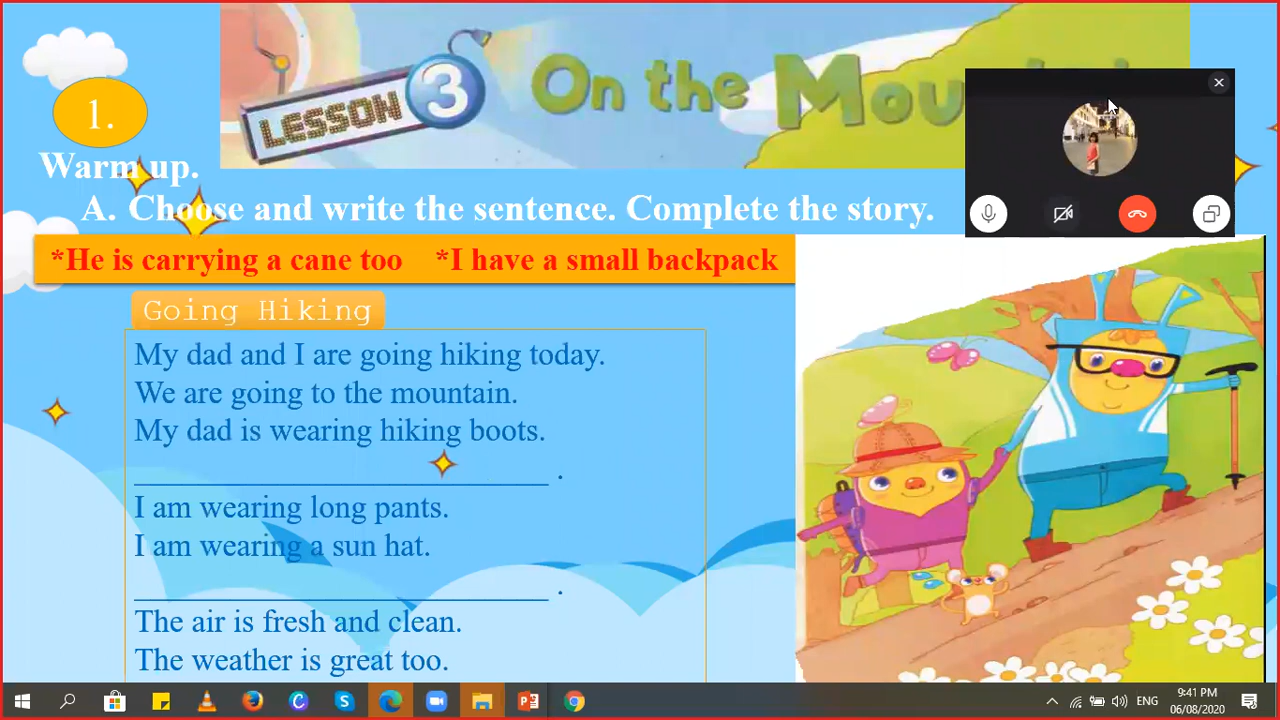 LESSON 3 On the Mou
1.
Warm up.
A. Choose and write the sentence. Complete the story.
*He is carrying a cane too *I have a small backpack
Going Hiking
My dad and I are going hiking today.
We are going to the mountain.
My dad is wearing hiking boots.
__________________________ .
I am wearing long pants.
I am wearing a sun hat.
__________________________ .
The air is fresh and clean.
The weather is great too.
ENG
9:41 PM
06/08/2020